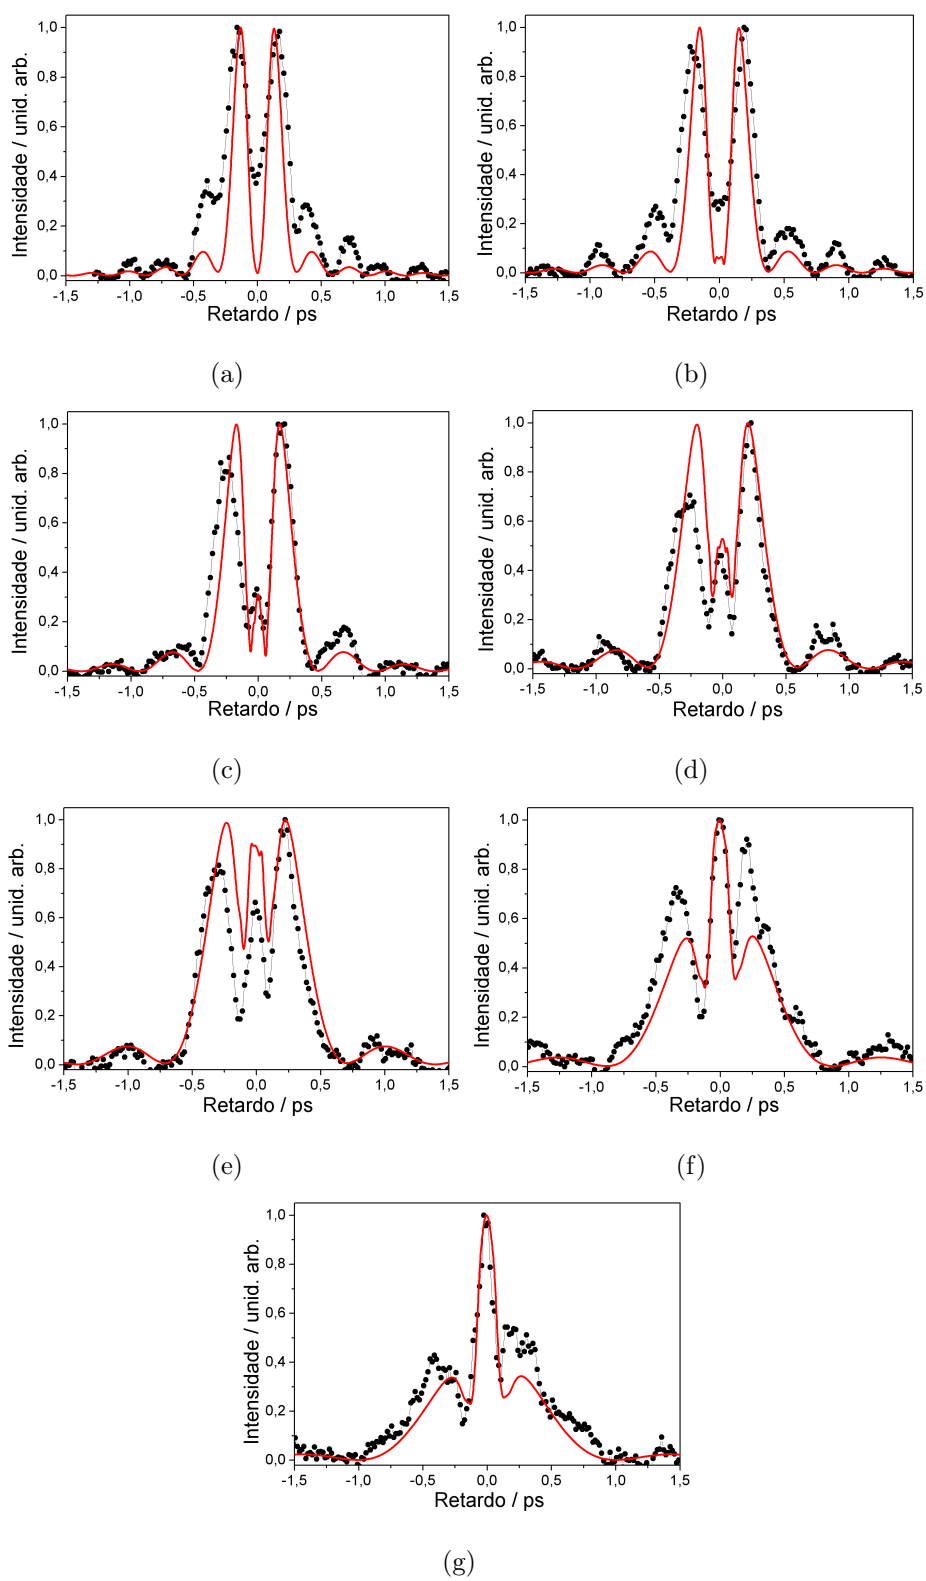 1,0
0,8
0,6
0,4
0,2
0,0
Intensidade / unid. arb.
-1,5 -1,0 -0,5 0,0 0,5 1,0 1,5
Retardo / ps
(a)
1,0
0,8
0,6
0,4
0,2
0,0
Intensidade / unid. arb.
-1,5 -1,0 -0,5 0,0 0,5 1,0 1,5
Retardo / ps
(b)
1,0
0,8
0,6
0,4
0,2
0,0
Intensidade / unid. arb.
-1,5 -1,0 -0,5 0,0 0,5 1,0 1,5
Retardo / ps
(c)
1,0
0,8
0,6
0,4
0,2
0,0
Intensidade / unid. arb.
-1,5 -1,0 -0,5 0,0 0,5 1,0 1,5
Retardo / ps
(d)
1,0
0,8
0,6
0,4
0,2
0,0
Intensidade / unid. arb.
-1,5 -1,0 -0,5 0,0 0,5 1,0 1,5
Retardo / ps
(e)
1,0
0,8
0,6
0,4
0,2
0,0
Intensidade / unid. arb.
-1,5 -1,0 -0,5 0,0 0,5 1,0 1,5
Retardo / ps
(f)
1,0
0,8
0,6
0,4
0,2
0,0
Intensidade / unid. arb.
-1,5 -1,0 -0,5 0,0 0,5 1,0 1,5
Retardo / ps
(g)